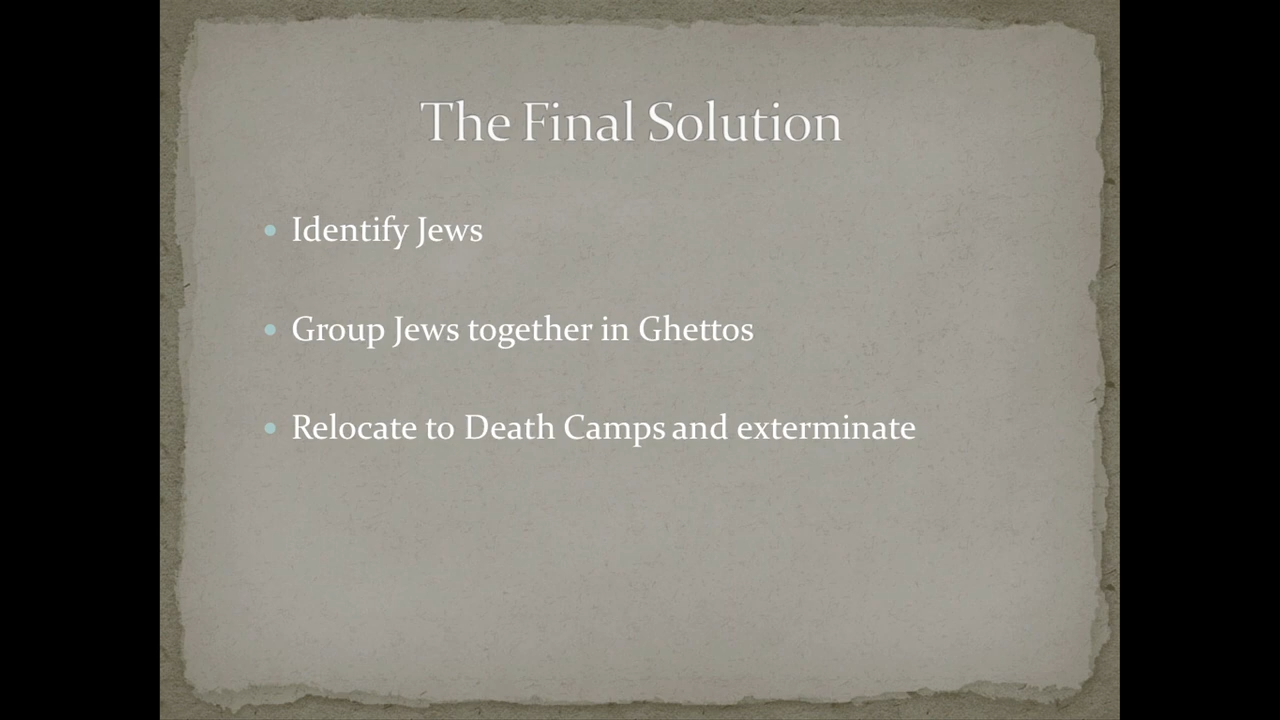 The Final Solution
• Identify Jews
• Group Jews together in Ghettos
• Relocate to Death Camps and exterminate